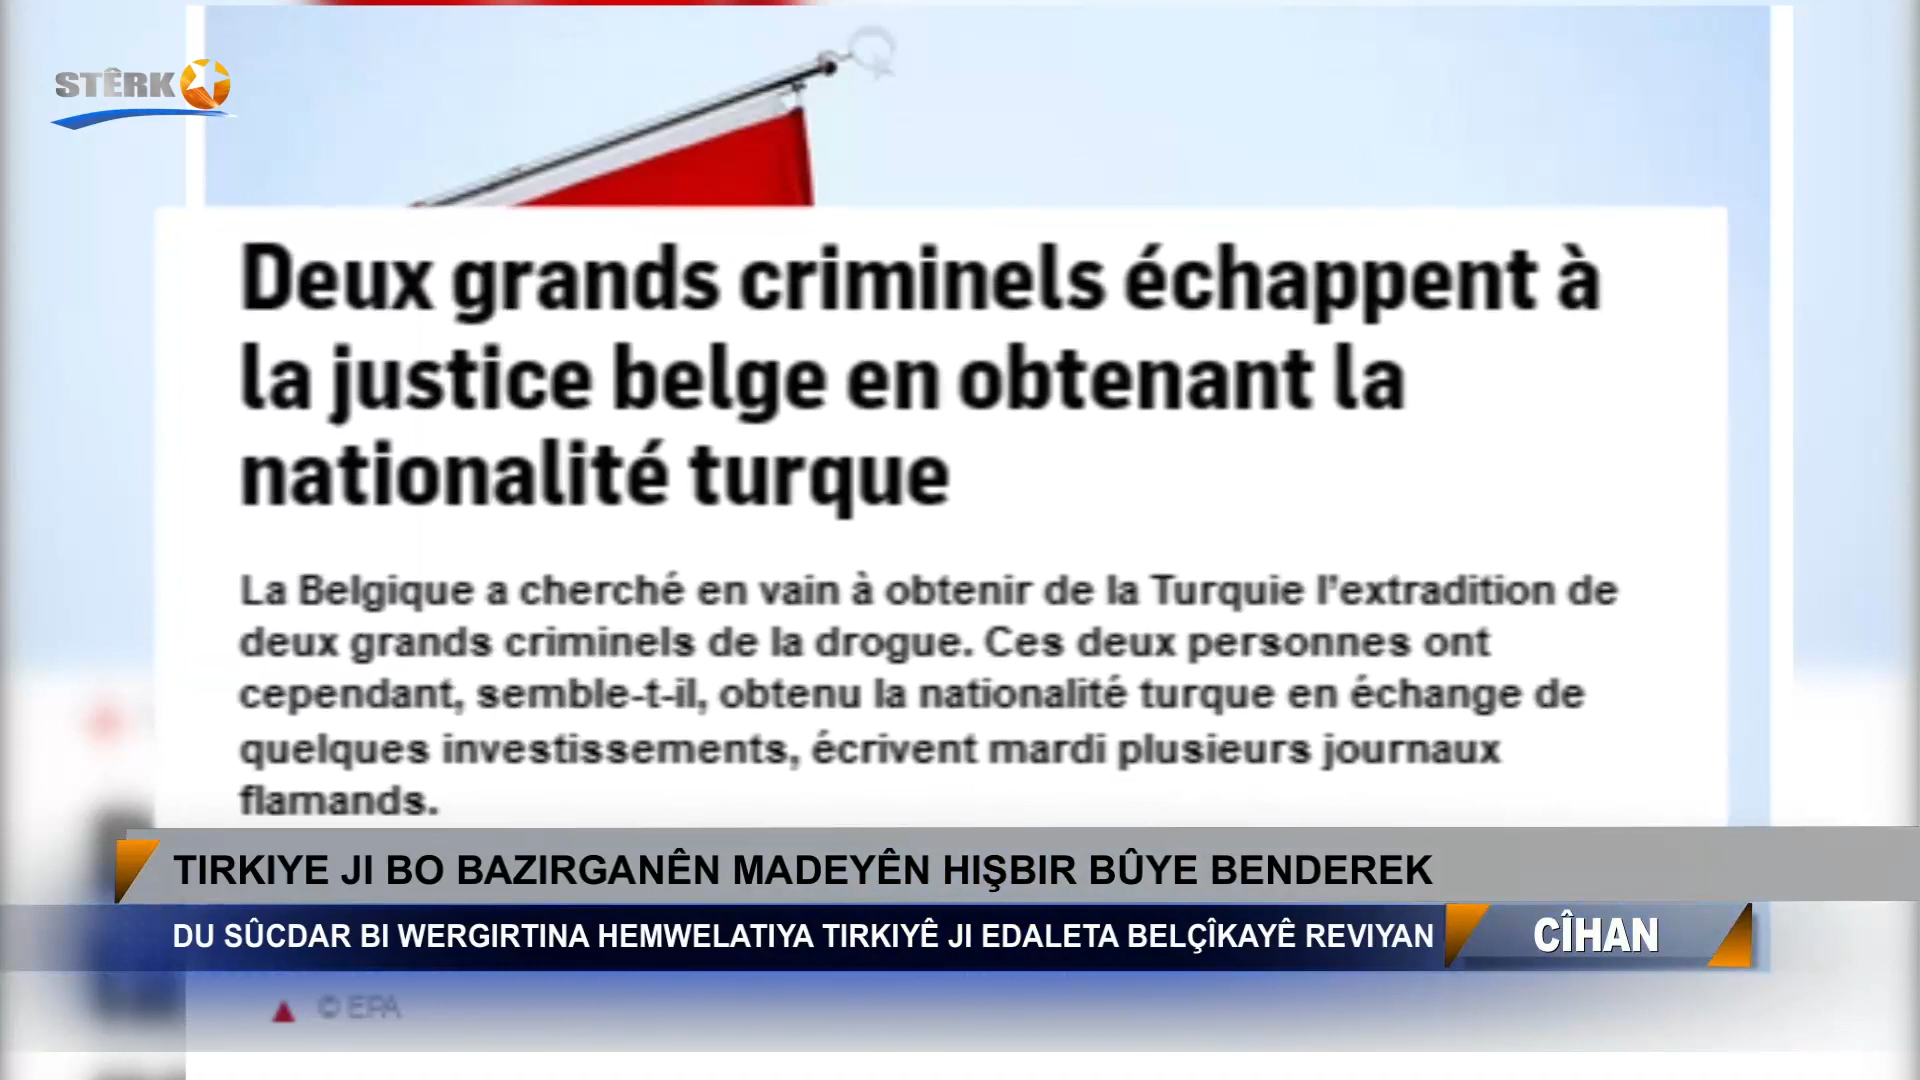 STÊRK
Deux grands criminels échappent à
la justice belge en obtenant la
nationalité turque
La Belgique a cherché en vain à obtenir de la Turquie l'extradition de
deux grands criminels de la drogue. Ces deux personnes ont
cependant, semble-t-il, obtenu la nationalité turque en échange de
quelques investissements, écrivent mardi plusieurs journaux
flamands.
TIRKIYE JI BO BAZIRGANÊN MADEYÊN HIŞBIR BÛYE BENDEREK
DU SÛCDAR BI WERGIRTINA HEMWELATIYA TIRKIYÊ JI EDALETA BELÇÎKAYÊ REVIYAN
CÎHAN
© EPA